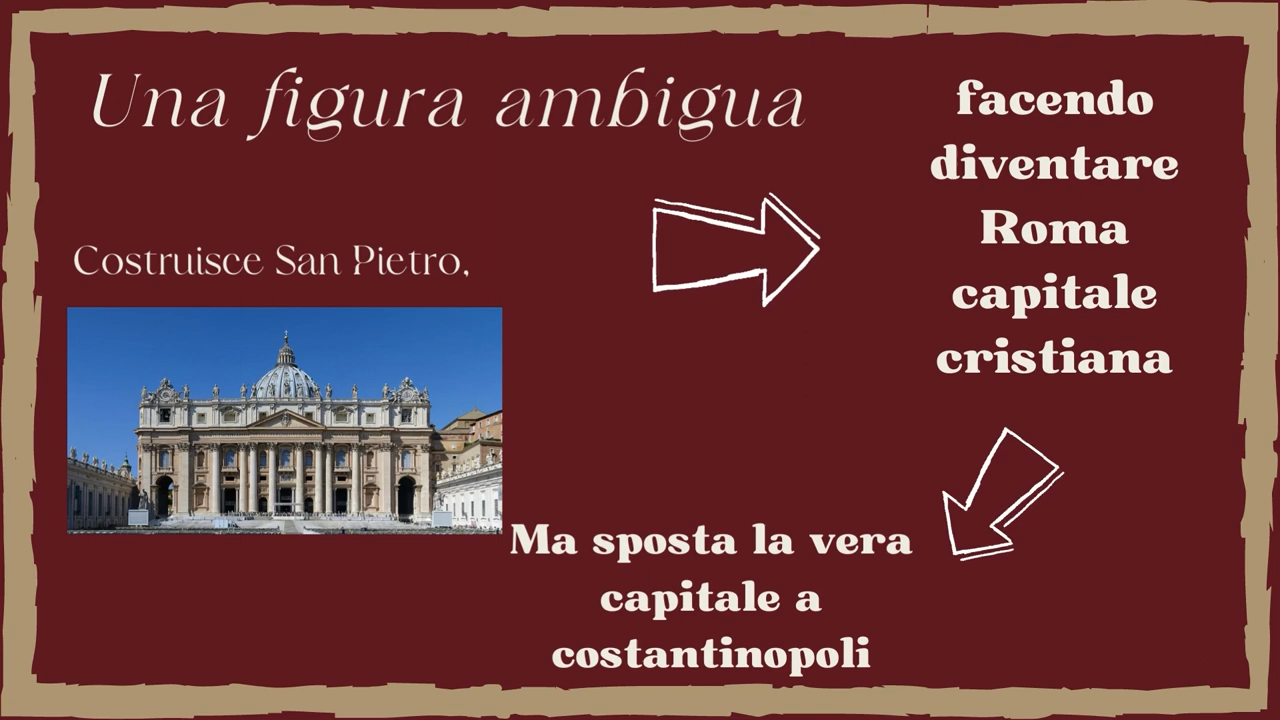 Una figura ambigua
Costruisce San Pietro,
facendo
diventare
Roma
capitale
cristiana
Ma sposta la vera
capitale a
costantinopoli